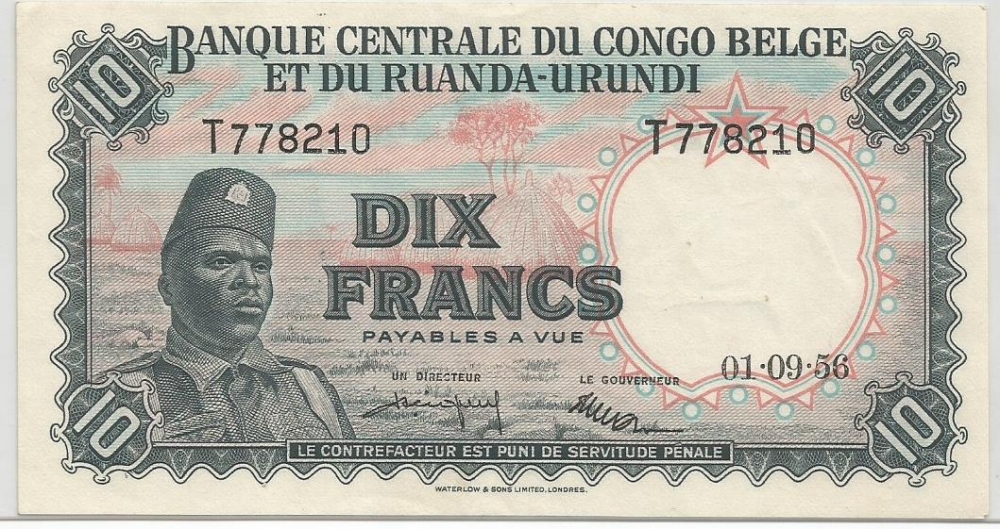 BANQUE CENTRALE DU CONGO BELGE
ET DU RUANDA-URUNDI
10 10
T778210 T778210
DIX
FRANCS
PAYABLES A VUE
UN DIRECTEUR LE GOUVERNEUR
01·09·56
10 10
LE CONTREFACTEUR EST PUNI DE SERVITUDE PÉNALE
WATERLOW & SONS LIMITED, LONDRES.